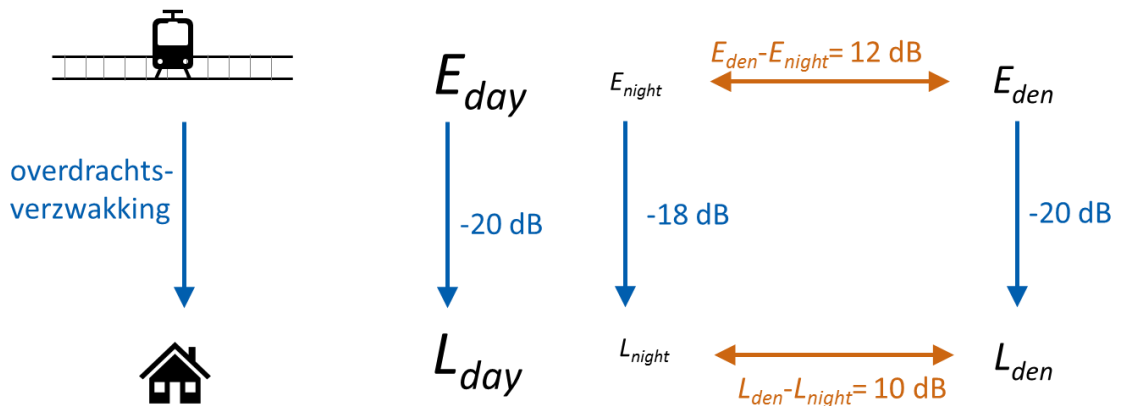 E_den-E_night= 12 dB
E_day
E_night
E_den
overdrachts-
verzwakking
-20 dB
-18 dB
-20 dB
L_day
L_night
L_den
L_den-L_night= 10 dB